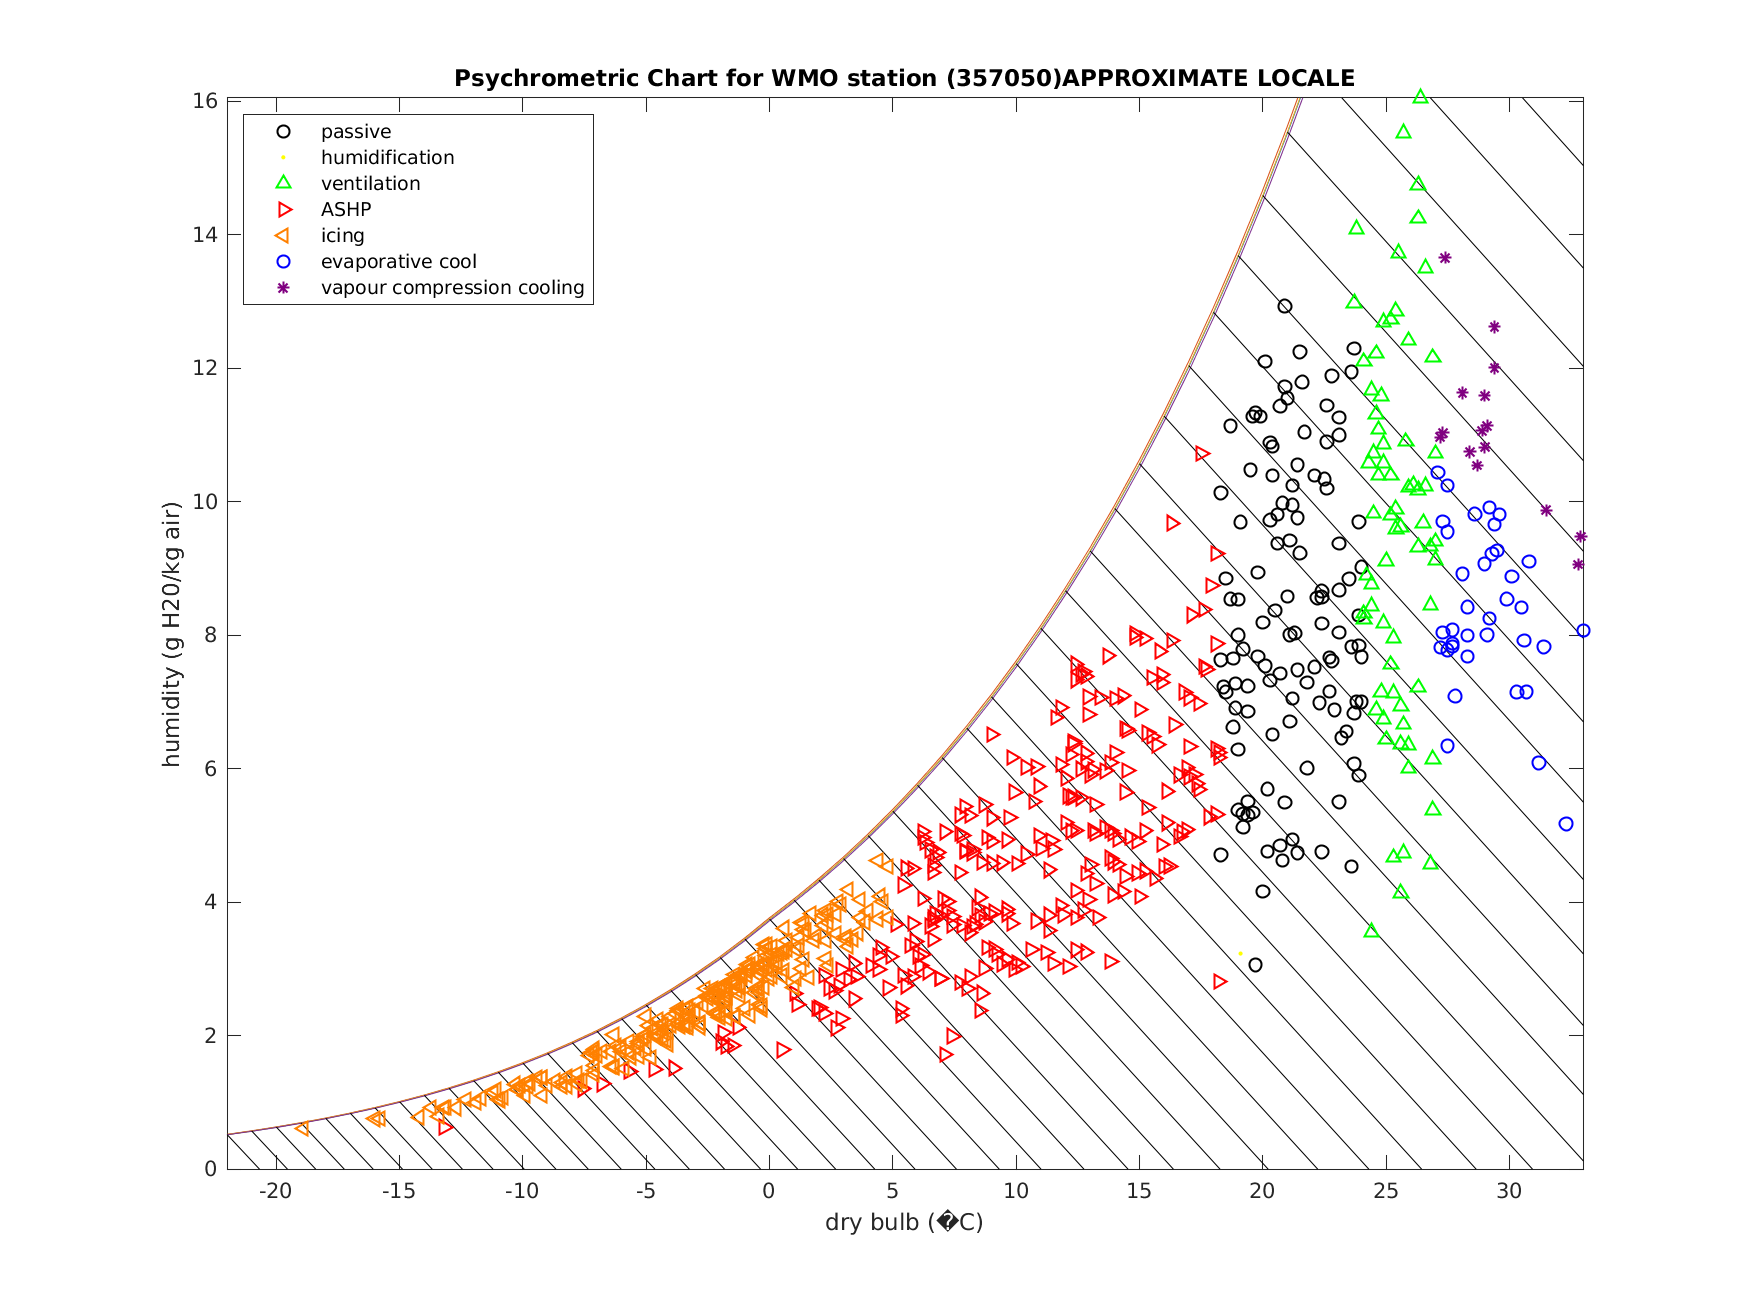 Psychrometric Chart for WMO station (357050)APPROXIMATE LOCALE
passive
humidification
ventilation
ASHP
icing
evaporative cool
vapour compression cooling
humidity (g H20/kg air)
16
14
12
10
8
6
4
2
0
-20 -15 -10 -5 0 5 10 15 20 25 30
dry bulb (�C)